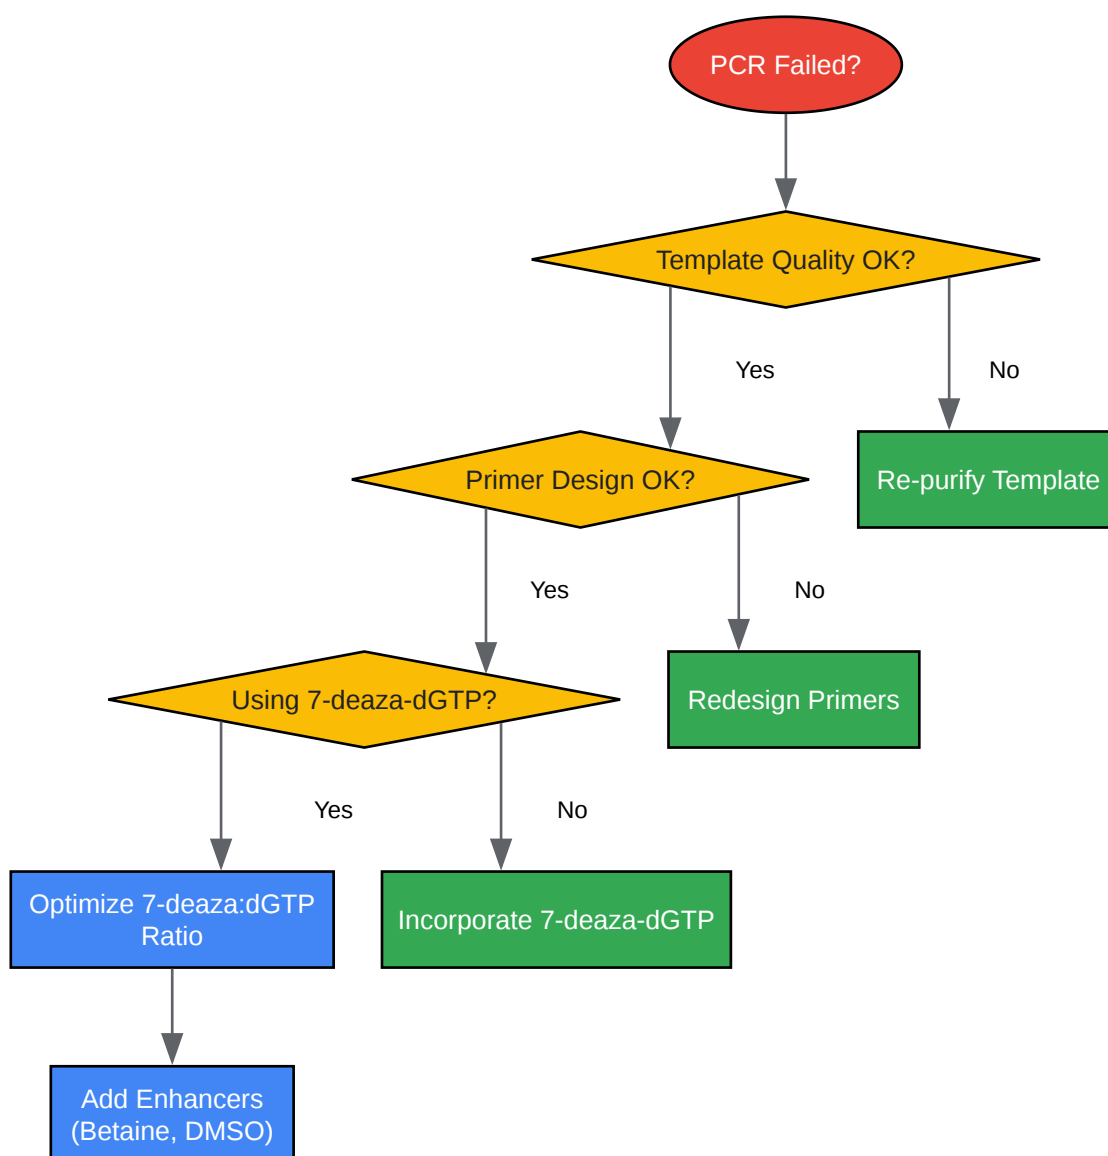 PCR Failed?
Template Quality OK?
Yes
No
Primer Design OK?
Re-purify Template
Yes
No
Using 7-deaza-dGTP?
Redesign Primers
Yes
No
Optimize 7-deaza:dGTP
Ratio
Incorporate 7-deaza-dGTP
Add Enhancers
(Betaine, DMSO)